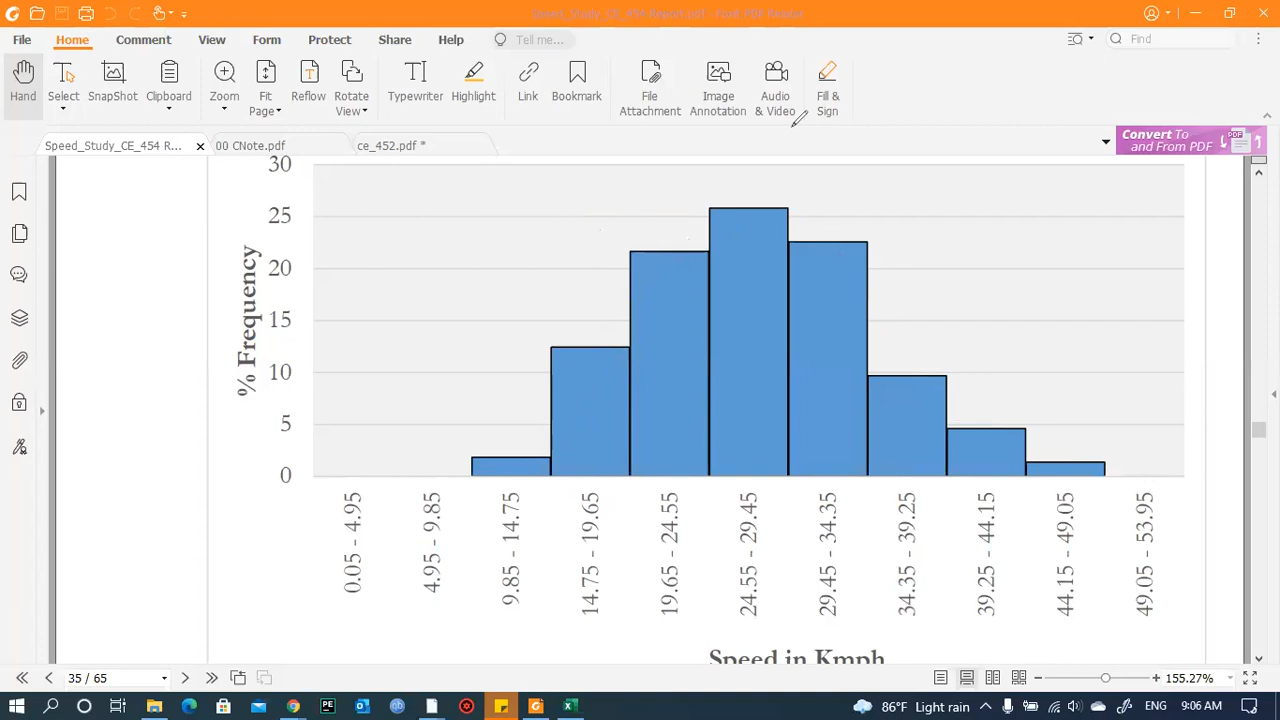 Speed_Study_CE_454 Report.pdf - Foxit PDF Reader
File Home Comment View Form Protect Share Help Tell me... Find
Hand Select SnapShot Clipboard Zoom Fit Page Reflow Rotate View Typewriter Highlight Link Bookmark File Attachment Image Annotation Audio & Video Fill & Sign
Speed_Study_CE_454 R... 00 CNote.pdf ce_452.pdf *
Convert To
and From PDF
PDF
% Frequency
30
25
20
15
10
5
0
0.05 - 4.95
4.95 - 9.85
9.85 - 14.75
14.75 - 19.65
19.65 - 24.55
24.55 - 29.45
29.45 - 34.35
34.35 - 39.25
39.25 - 44.15
44.15 - 49.05
49.05 - 53.95
Speed in Kmph
35 / 65 155.27%
PE qb 86°F Light rain 9:06 AM